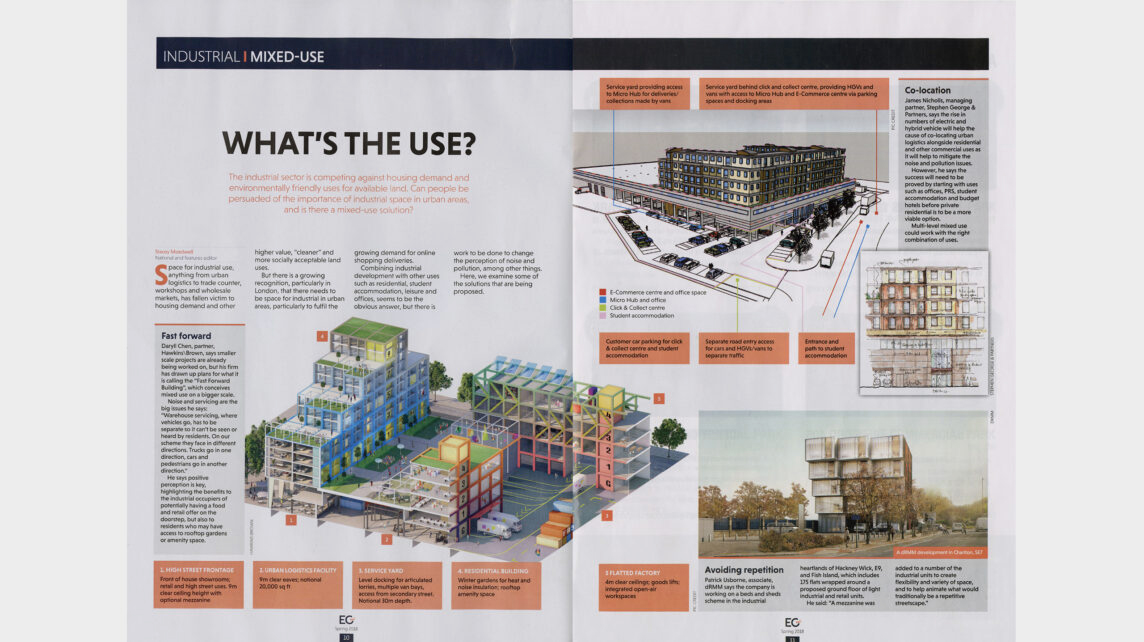 INDUSTRIAL | MIXED-USE
WHAT'S THE USE?
The industrial sector is competing against housing demand and
environmentally friendly uses for available land. Can people be
persuaded of the importance of industrial space in urban areas,
and is there a mixed-use solution?
Stacey Meadwell
National and features editor
Space for industrial use,
anything from urban
logistics to trade counter,
workshops and wholesale
markets, has fallen victim to
housing demand and other
higher value, "cleaner" and
more socially acceptable land
uses.
But there is a growing
recognition, particularly in
London, that there needs to
be space for industrial in urban
areas, particularly to fulfil the
growing demand for online
shopping deliveries.
Combining industrial
development with other uses
such as residential, student
accommodation, leisure and
offices, seems to be the
obvious answer, but there is
work to be done to change
the perception of noise and
pollution, among other things.
Here, we examine some of
the solutions that are being
proposed.
Fast forward
Daryll Chen, partner,
Hawkins\Brown, says smaller
scale projects are already
being worked on, but his firm
has drawn up plans for what it
is calling the "Fast Forward
Building", which conceives
mixed use on a bigger scale.
Noise and servicing are the
big issues he says:
"Warehouse servicing, where
vehicles go, has to be
separate so it can't be seen or
heard by residents. On our
scheme they face in different
directions. Trucks go in one
direction, cars and
pedestrians go in another
direction."
He says positive
perception is key,
highlighting the benefits to
the industrial occupiers of
potentially having a food
and retail offer on the
doorstep, but also to
residents who may have
access to rooftop gardens
or amenity space.
4
5
1
2
3
4
3
2
1
G
1. HIGH STREET FRONTAGE
Front of house showrooms,
retail and high street uses. 9m
clear ceiling height with
optional mezzanine
2. URBAN LOGISTICS FACILITY
9m clear eaves; notional
20,000 sq ft
3. SERVICE YARD
Level docking for articulated
lorries, multiple van bays,
access from secondary street.
Notional 30m depth.
4. RESIDENTIAL BUILDING
Winter gardens for heat and
noise insulation; rooftop
amenity space
5 FLATTED FACTORY
4m clear ceilings; goods lifts;
integrated open-air
workspaces
EG
Spring 2018
10
Service yard providing access
to Micro Hub for deliveries/
collections made by vans
Service yard behind click and collect centre, providing HGVs and
vans with access to Micro Hub and E-Commerce centre via parking
spaces and docking areas
PIC CREDIT
E-Commerce centre and office space
Micro Hub and office
Click & Collect centre
Student accommodation
Customer car parking for click
& collect centre and student
accommodation
Separate road entry access
for cars and HGVs/vans to
separate traffic
Entrance and
path to student
accommodation
Co-location
James Nicholls, managing
partner, Stephen George &
Partners, says the rise in
numbers of electric and
hybrid vehicle will help the
cause of co-locating urban
logistics alongside residential
and other commercial uses as
it will help to mitigate the
noise and pollution issues.
However, he says the
success will need to be
proved by starting with uses
such as offices, PRS, student
accommodation and budget
hotels before private
residential is to be a more
viable option.
Multi-level mixed use
could work with the right
combination of uses.
STEPHEN GEORGE & PARTNERS
DRMM
A dRMM development in Charlton, SE7
PIC CREDIT
Avoiding repetition
Patrick Usborne, associate,
dRMM says the company is
working on a beds and sheds
scheme in the industrial
heartlands of Hackney Wick, E9,
and Fish Island, which includes
175 flats wrapped around a
proposed ground floor of light
industrial and retail units.
He said: "A mezzanine was
added to a number of the
industrial units to create
flexibility and variety of space,
and to help animate what would
traditionally be a repetitive
streetscape."
EG
Spring 2018
11